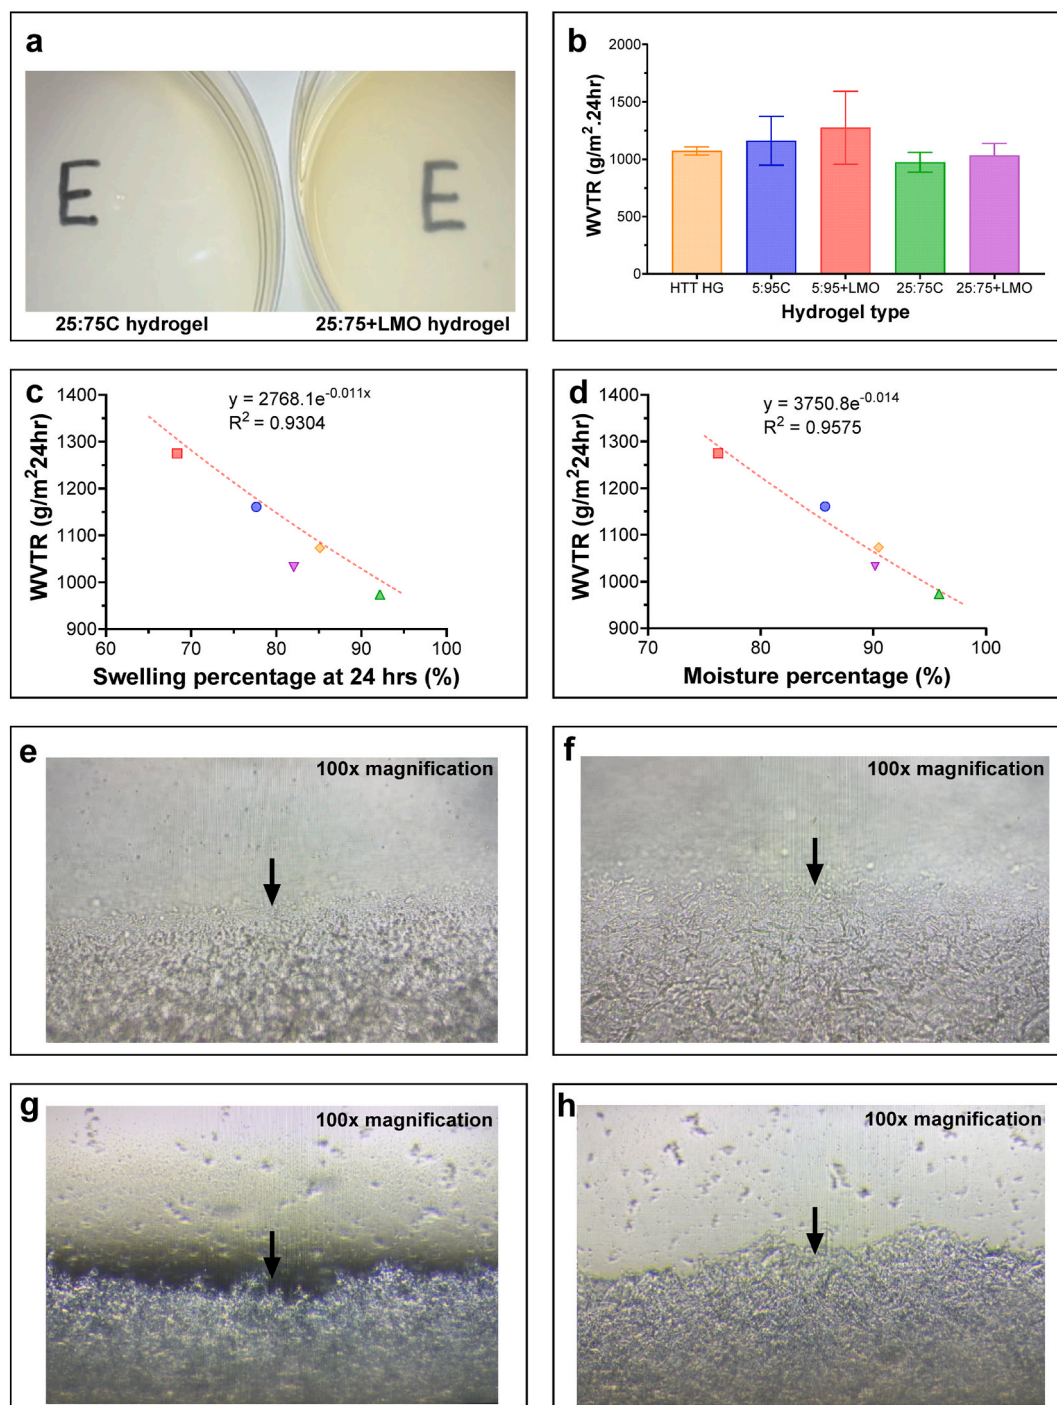 a
E
E
25:75C hydrogel
25:75+LMO hydrogel
b
WVTR (g/m².24hr)
2000
1500
1000
500
0
HTT HG
5:95C
5:95+LMO
25:75C
25:75+LMO
Hydrogel type
c
y = 2768.1e^-0.011x
R² = 0.9304
WVTR (g/m²24hr)
1400
1300
1200
1100
1000
900
60
70
80
90
100
Swelling percentage at 24 hrs (%)
d
y = 3750.8e^-0.014
R² = 0.9575
WVTR (g/m²24hr)
1400
1300
1200
1100
1000
900
70
80
90
100
Moisture percentage (%)
e
100x magnification
f
100x magnification
g
100x magnification
h
100x magnification